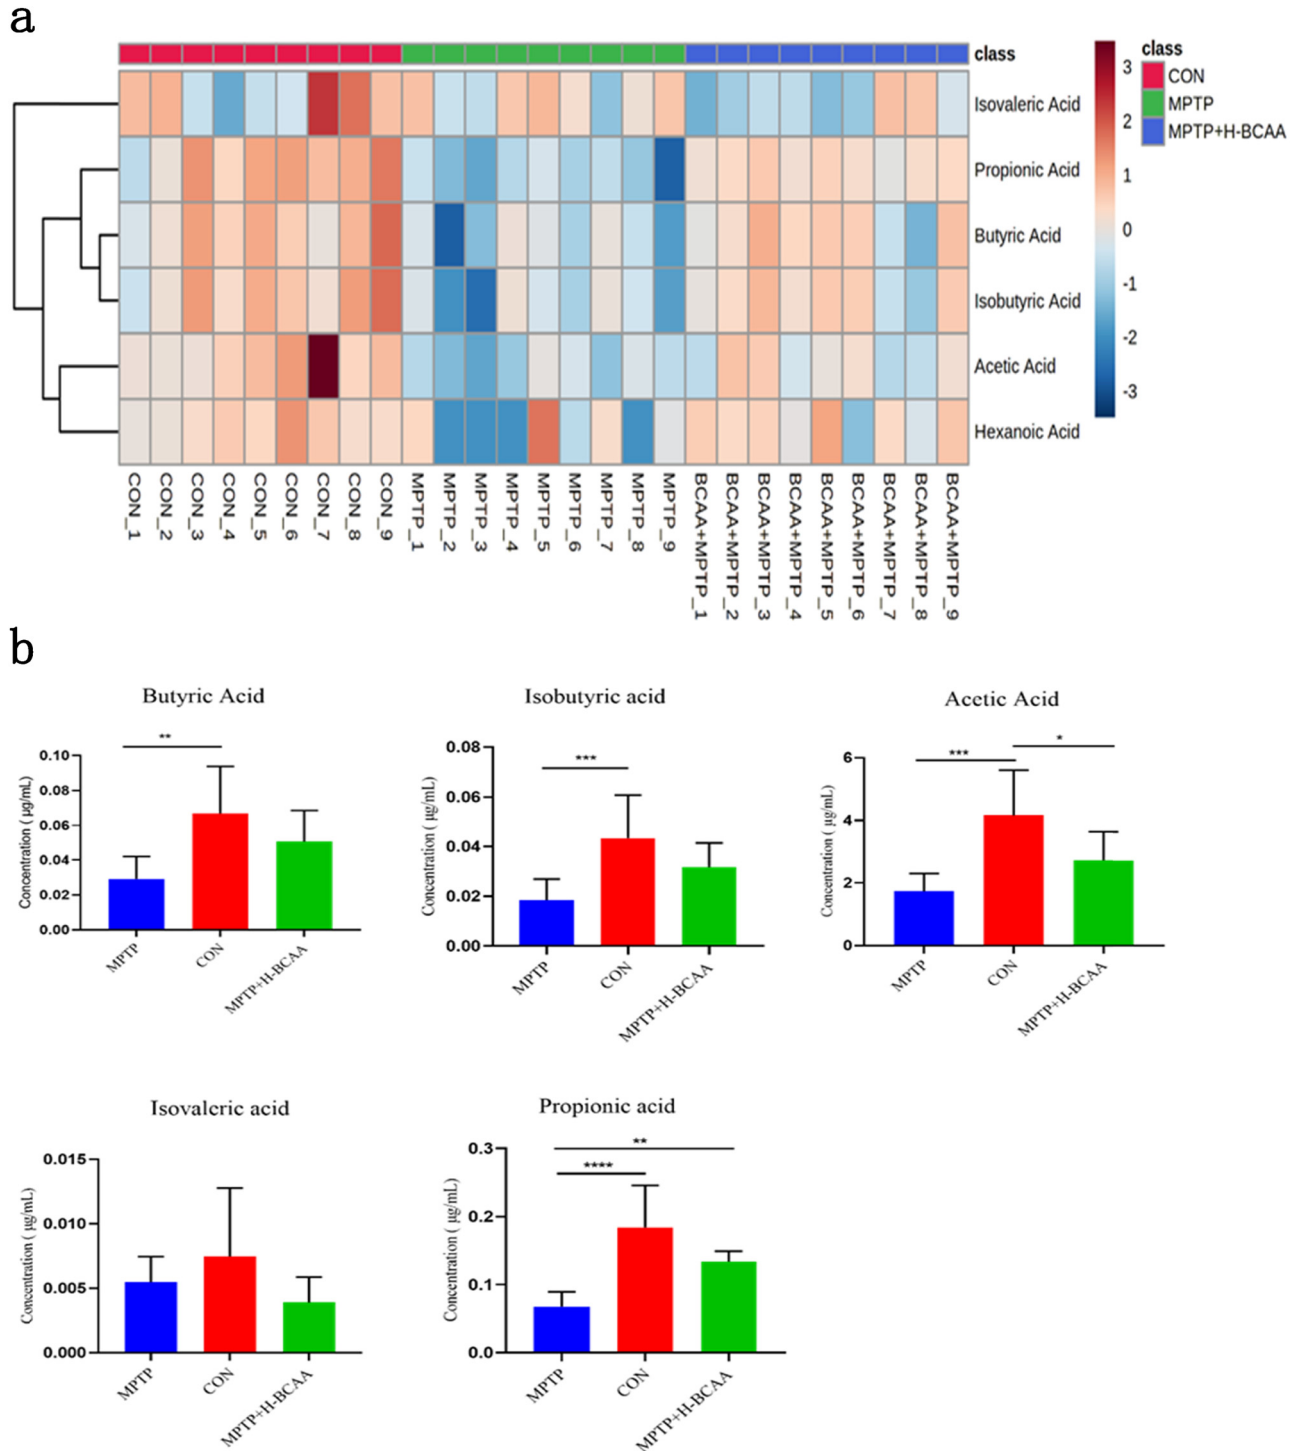 a
class
class
CON
MPTP
MPTP+H-BCAA
3
2
1
0
-1
-2
-3
Isovaleric Acid
Propionic Acid
Butyric Acid
Isobutyric Acid
Acetic Acid
Hexanoic Acid
CON_1
CON_2
CON_3
CON_4
CON_5
CON_6
CON_7
CON_8
CON_9
MPTP_1
MPTP_2
MPTP_3
MPTP_4
MPTP_5
MPTP_6
MPTP_7
MPTP_8
MPTP_9
BCAA+MPTP_1
BCAA+MPTP_2
BCAA+MPTP_3
BCAA+MPTP_4
BCAA+MPTP_5
BCAA+MPTP_6
BCAA+MPTP_7
BCAA+MPTP_8
BCAA+MPTP_9
b
Butyric Acid
**
Concentration ( μg/mL)
0.10
0.08
0.06
0.04
0.02
0.00
MPTP
CON
MPTP+H-BCAA
Isobutyric acid
***
Concentration ( μg/mL)
0.08
0.06
0.04
0.02
0.00
MPTP
CON
MPTP+H-BCAA
Acetic Acid
***
*
Concentration ( μg/mL)
6
4
2
0
MPTP
CON
MPTP+H-BCAA
Isovaleric acid
Concentration ( μg/mL)
0.015
0.010
0.005
0.000
MPTP
CON
MPTP+H-BCAA
Propionic acid
**
****
Concentration ( μg/mL)
0.3
0.2
0.1
0.0
MPTP
CON
MPTP+H-BCAA